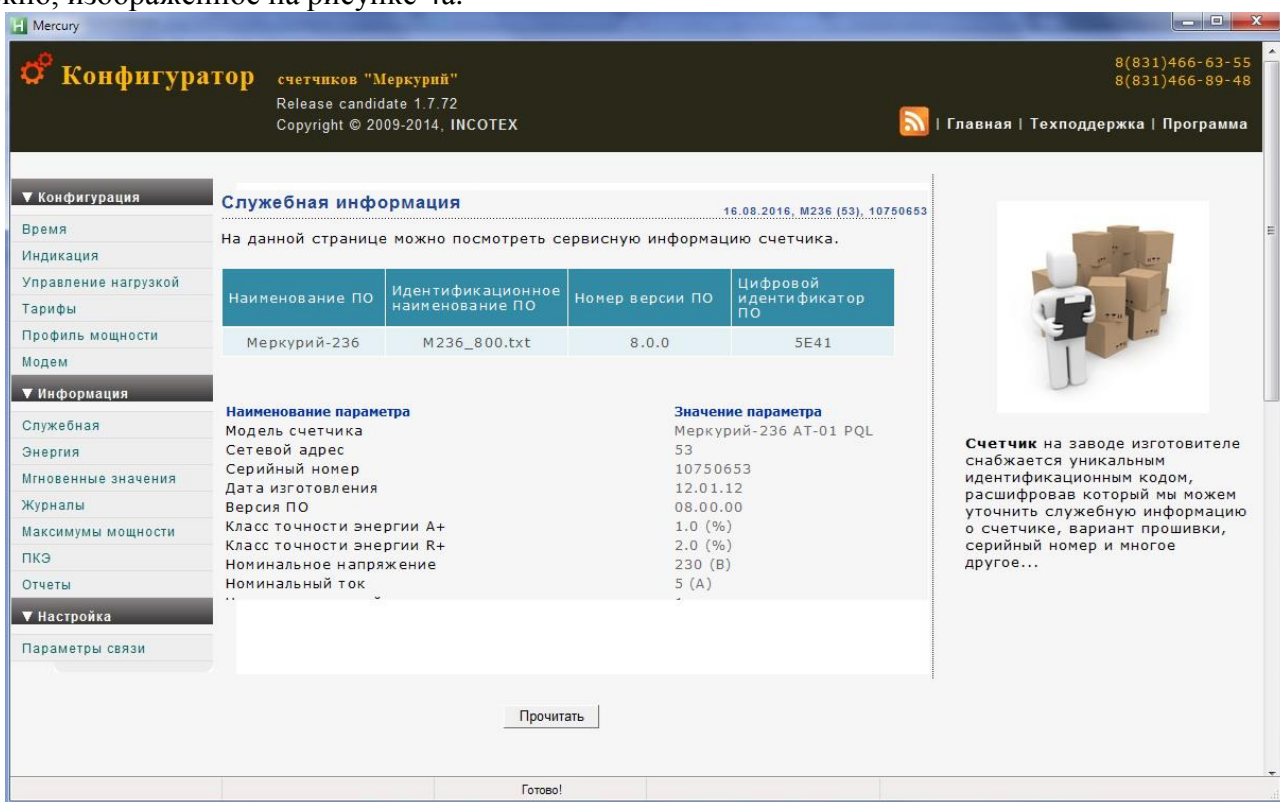 кно, изображенное на рисунке 4а.
Mercury
Конфигуратор счетчиков "Меркурий"
Release candidate 1.7.72
Copyright © 2009-2014, INCOTEX
8(831)466-63-55
8(831)466-89-48
| Главная | Техподдержка | Программа
▼ Конфигурация
Время
Индикация
Управление нагрузкой
Тарифы
Профиль мощности
Модем
▼ Информация
Служебная
Энергия
Мгновенные значения
Журналы
Максимумы мощности
ПКЭ
Отчеты
▼ Настройка
Параметры связи
Служебная информация
16.08.2016, М236 (53), 10750653
На данной странице можно посмотреть сервисную информацию счетчика.
Наименование ПО
Идентификационное
наименование ПО
Номер версии ПО
Цифровой
идентификатор
ПО
Меркурий-236 M236_800.txt 8.0.0 5E41
Наименование параметра Значение параметра
Модель счетчика Меркурий-236 AT-01 PQL
Сетевой адрес 53
Серийный номер 10750653
Дата изготовления 12.01.12
Версия ПО 08.00.00
Класс точности энергии А+ 1.0 (%)
Класс точности энергии R+ 2.0 (%)
Номинальное напряжение 230 (В)
Номинальный ток 5 (А)
Счетчик на заводе изготовителе
снабжается уникальным
идентификационным кодом,
расшифровав который мы можем
уточнить служебную информацию
о счетчике, вариант прошивки,
серийный номер и многое
другое...
Прочитать
Готово!